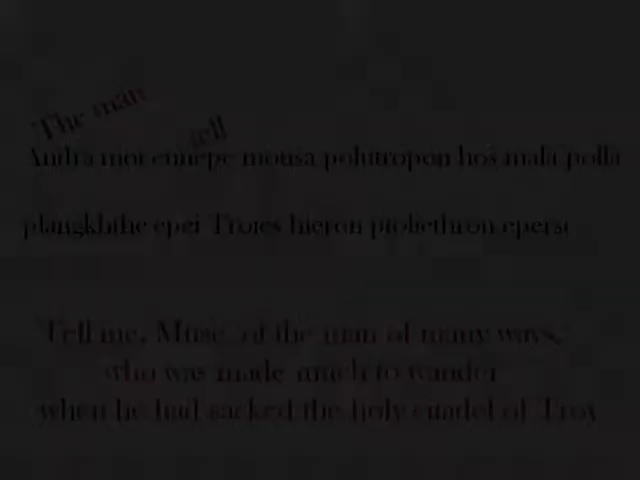 The man
tell
Andra moi ennepe mousa polutropon hos mala polla
plangkhthe epei Troies hieron ptoliethron eperse
Tell me, Muse, of the man of many ways,
who was made much to wander
when he had sacked the holy citadel of Troy